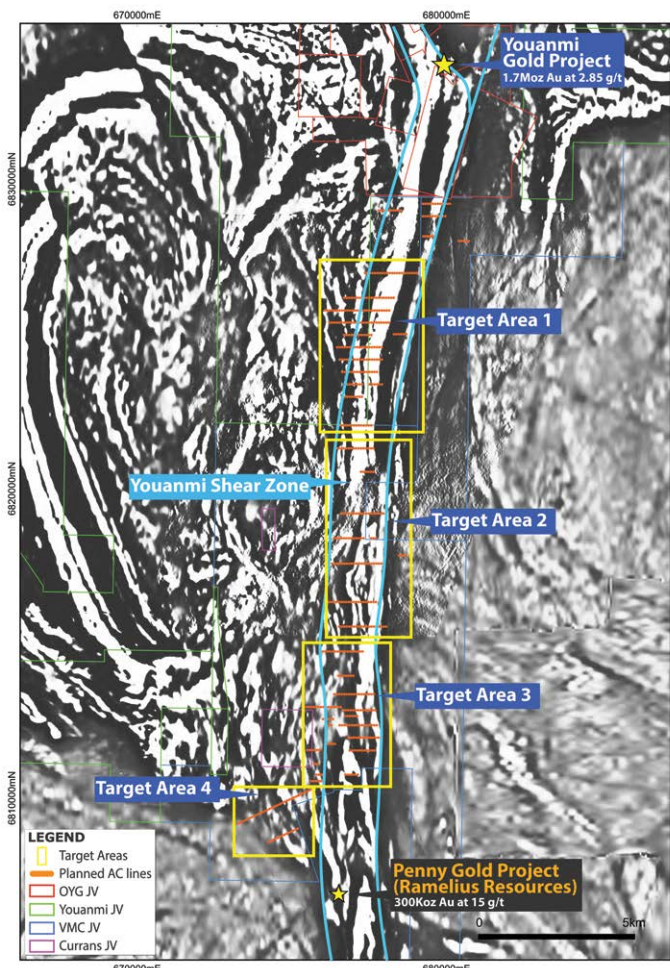 670000mE
680000mE
Youanmi
Gold Project
1.7Moz Au at 2.85 g/t
6830000mN
Target Area 1
Youanmi Shear Zone
6820000mN
Target Area 2
Target Area 3
Target Area 4
6810000mN
LEGEND
Target Areas
Planned AC lines
OYG JV
Youanmi JV
VMC JV
Currans JV
Penny Gold Project
(Ramelius Resources)
300Koz Au at 15 g/t
0
5km
670000mE
680000mE